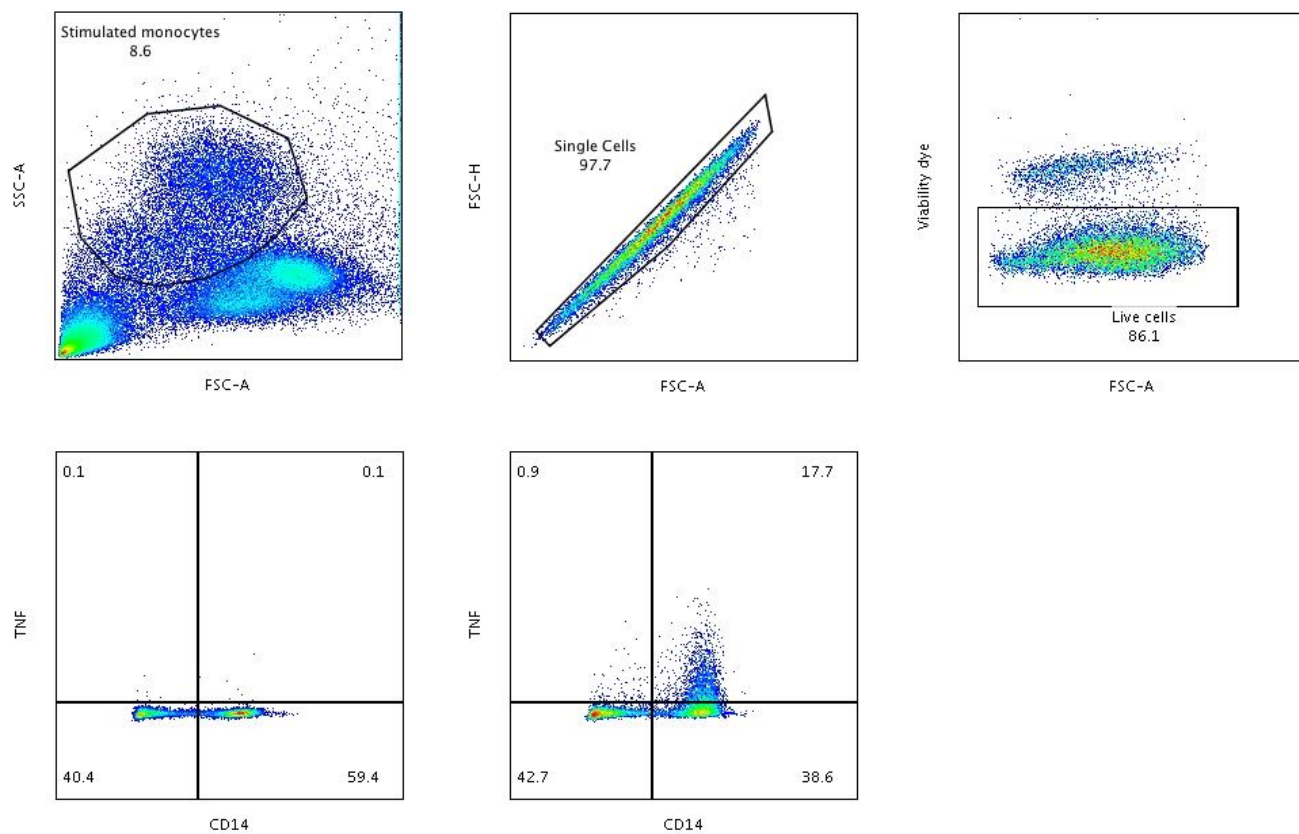 Stimulated monocytes
8.6
SSC-A
FSC-A
Single Cells
97.7
FSC-H
FSC-A
Viability dye
Live cells
86.1
FSC-A
0.1
0.1
TNF
40.4
59.4
CD14
0.9
17.7
TNF
42.7
38.6
CD14